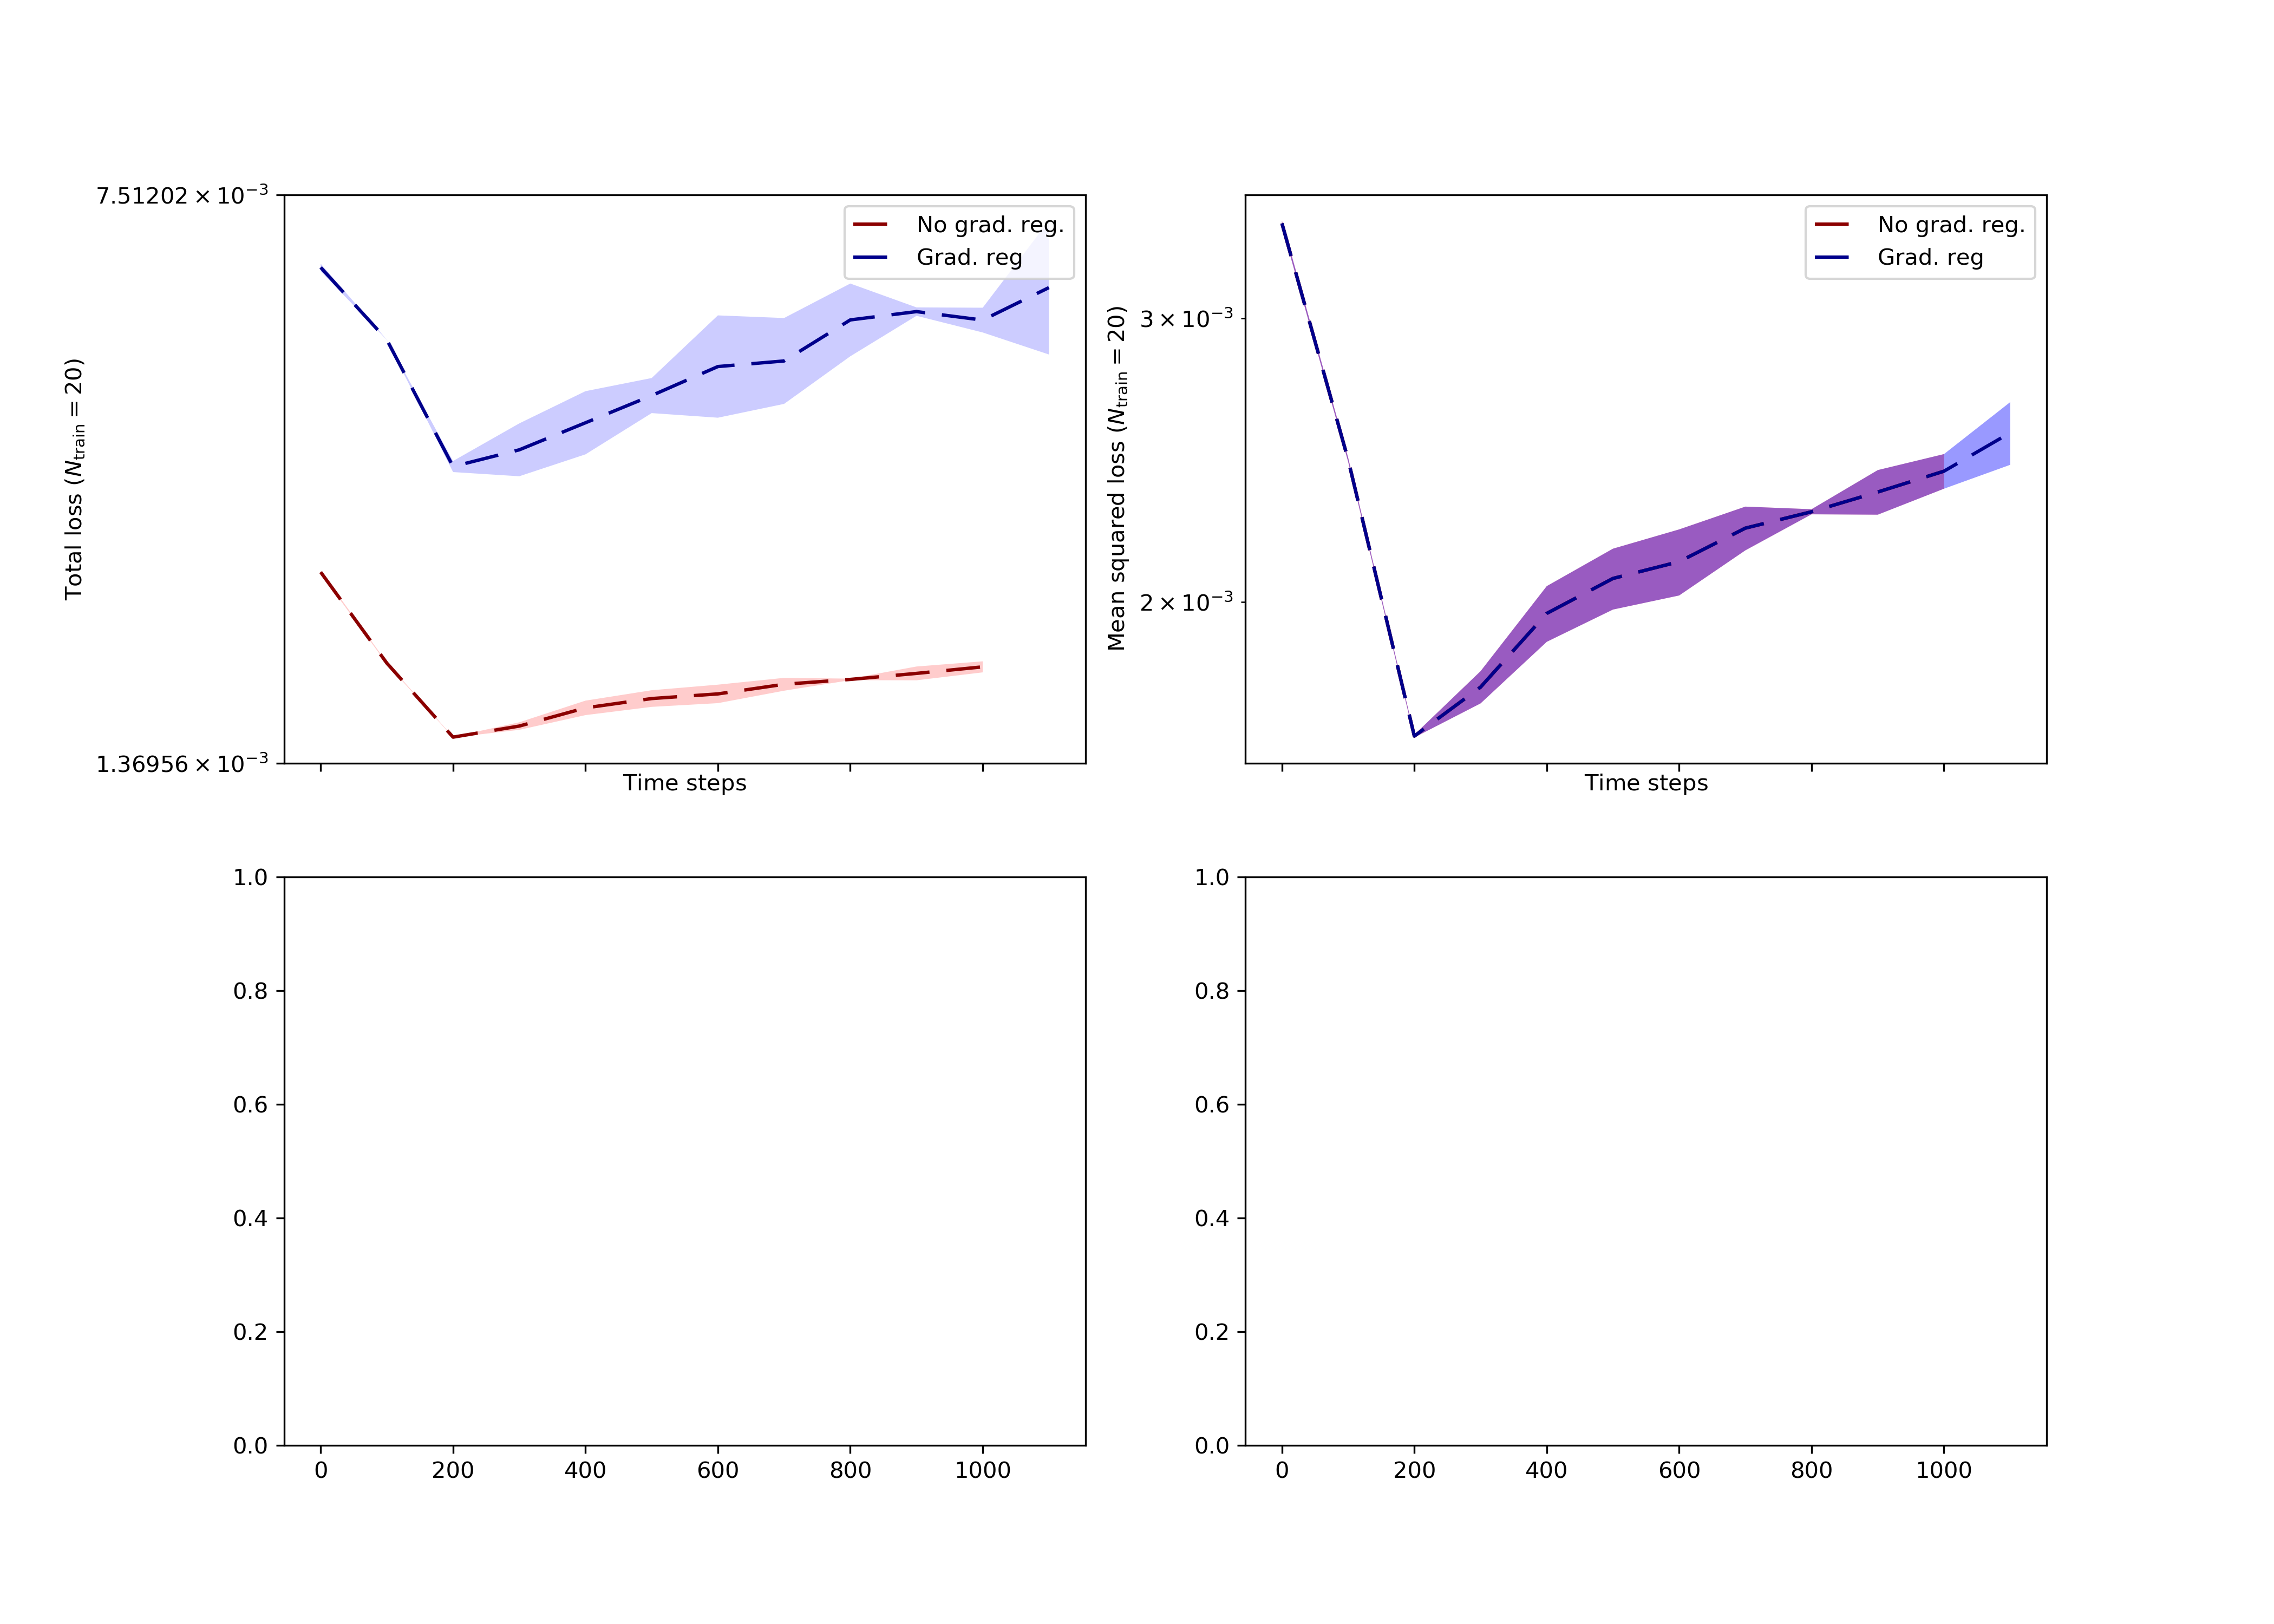 7.51202 × 10⁻³
1.36956 × 10⁻³
Total loss (N_train = 20)
No grad. reg.
Grad. reg
Time steps
3 × 10⁻³
2 × 10⁻³
Mean squared loss (N_train = 20)
No grad. reg.
Grad. reg
Time steps
1.0
0.8
0.6
0.4
0.2
0.0
0 200 400 600 800 1000
1.0
0.8
0.6
0.4
0.2
0.0
0 200 400 600 800 1000